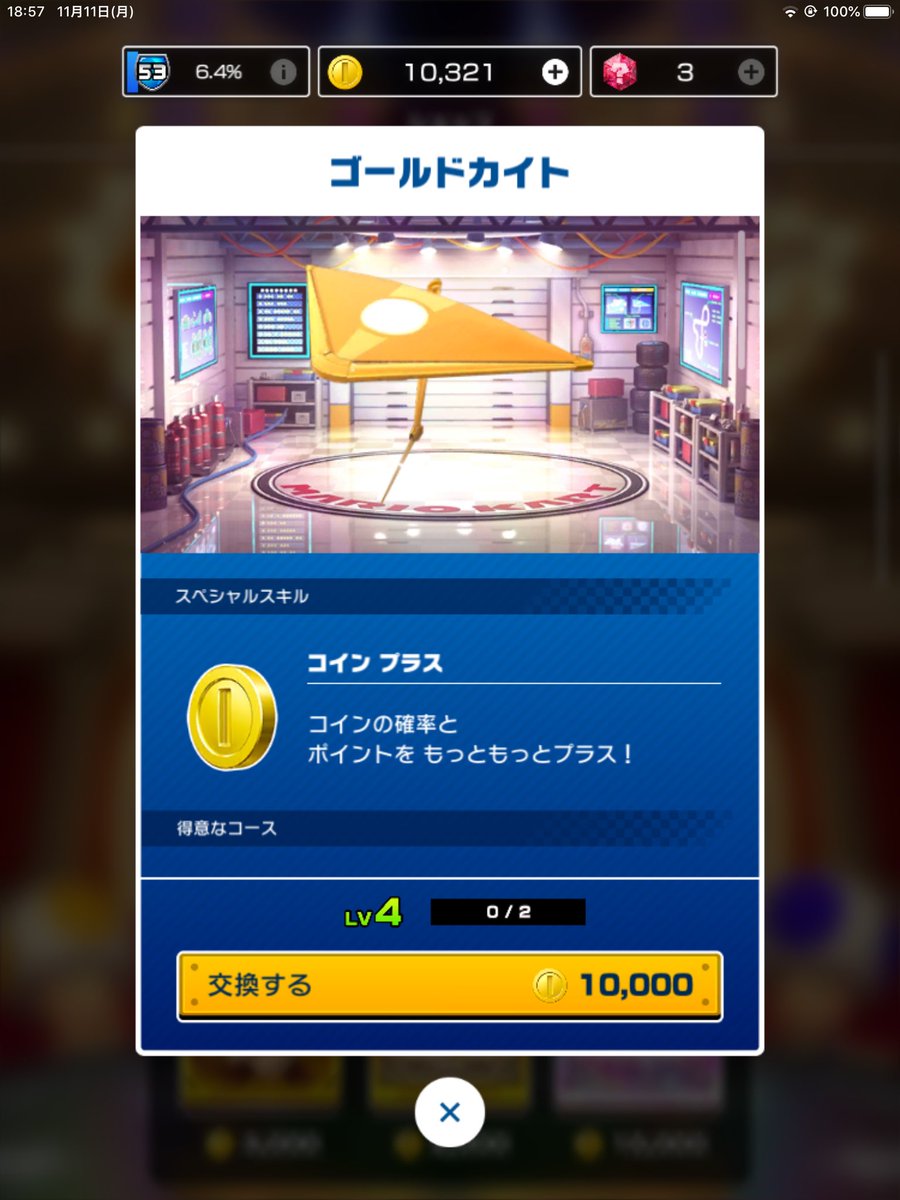 18:57 11月11日(月)
100%
53
6.4%
10,321
3
ゴールドカイト
MARIO KART
スペシャルスキル
コイン プラス
コインの確率と
ポイントを もっともっとプラス！
得意なコース
LV4
0 / 2
交換する
10,000